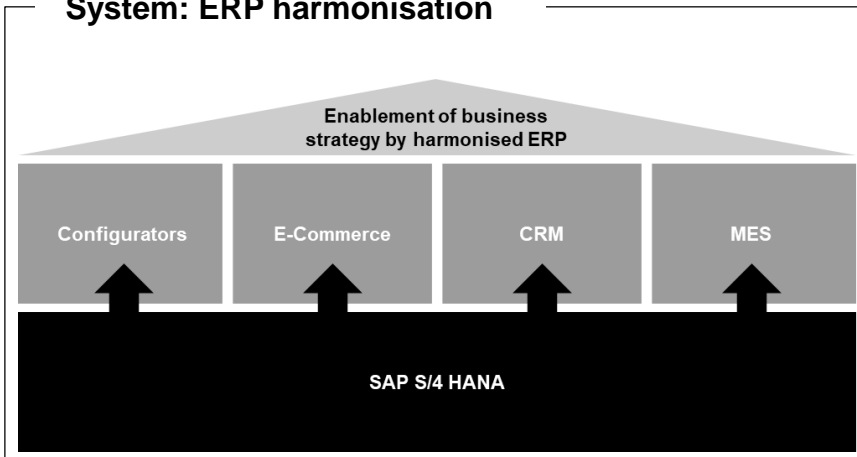 System: ERP harmonisation
Enablement of business
strategy by harmonised ERP
Configurators
E-Commerce
CRM
MES
SAP S/4 HANA